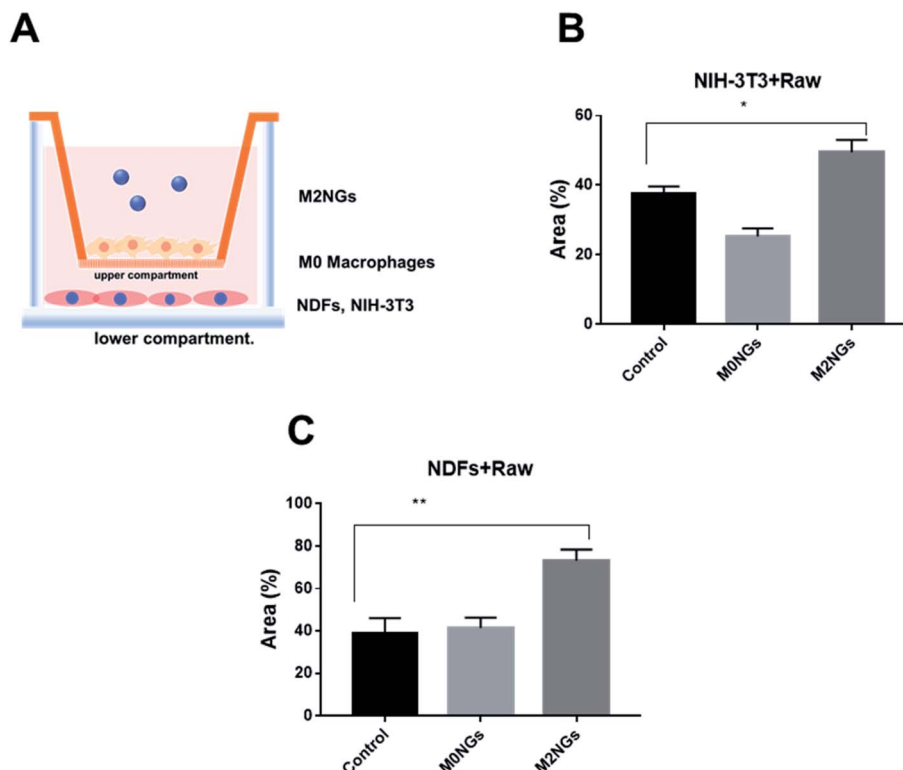 A
M2NGs
M0 Macrophages
upper compartment
NDFs, NIH-3T3
lower compartment.
B
NIH-3T3+Raw
*
60
40
20
0
Area (%)
Control
M0NGs
M2NGs
C
NDFs+Raw
**
100
80
60
40
20
0
Area (%)
Control
M0NGs
M2NGs